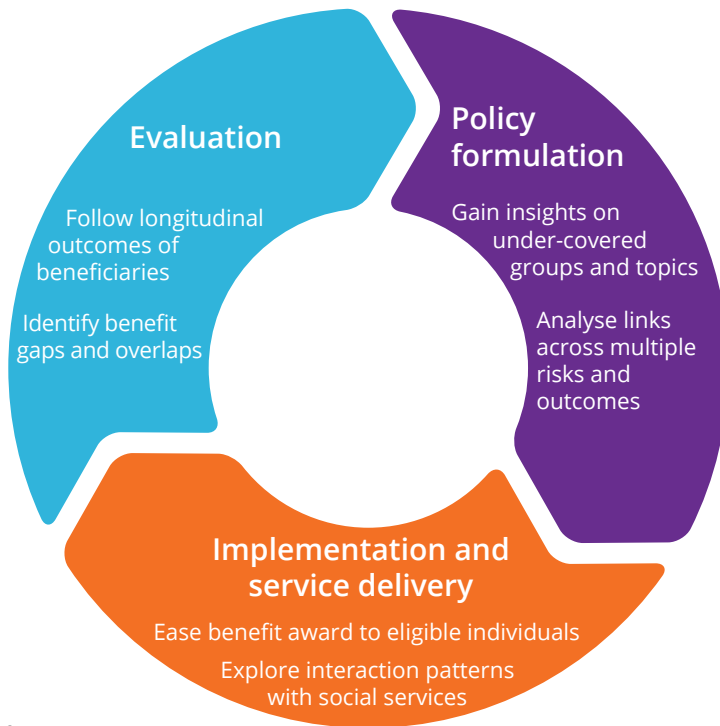 Evaluation
Follow longitudinal
outcomes of
beneficiaries
Identify benefit
gaps and overlaps
Policy
formulation
Gain insights on
under-covered
groups and topics
Analyse links
across multiple
risks and
outcomes
Implementation and
service delivery
Ease benefit award to eligible individuals
Explore interaction patterns
with social services